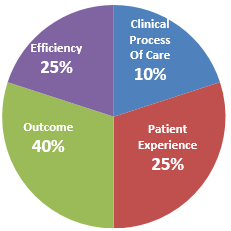 Clinical
Process
Of Care
10%
Patient
Experience
25%
Outcome
40%
Efficiency
25%